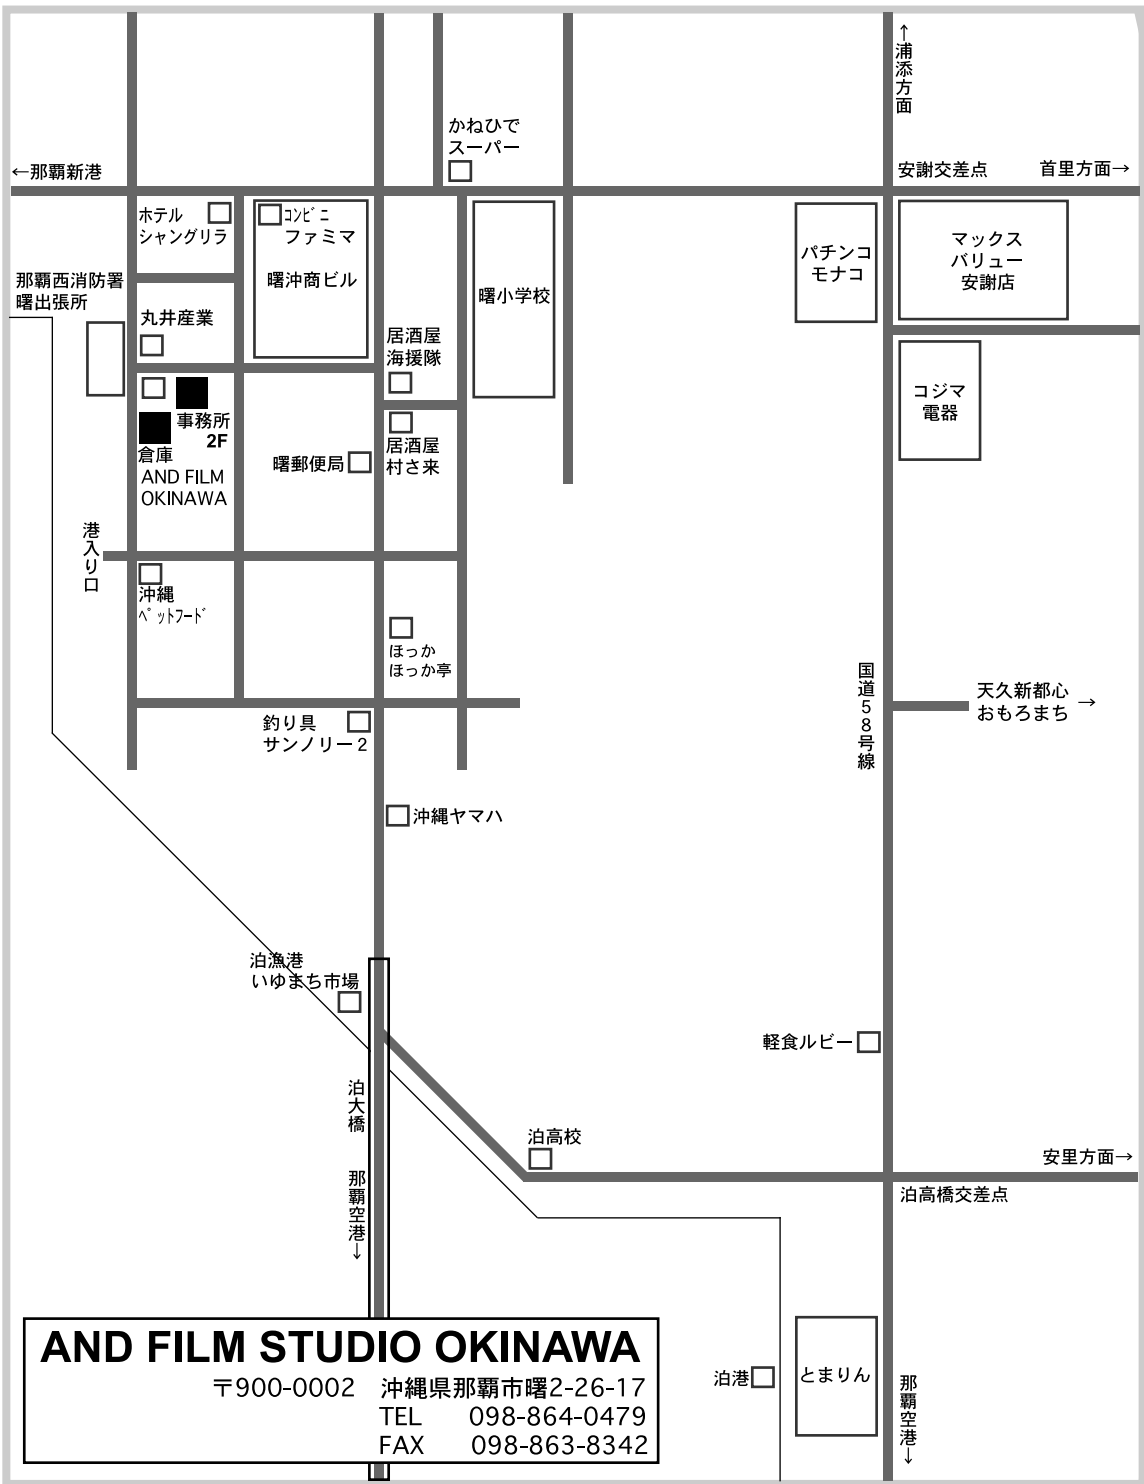 ↑浦添方面
かねひで
スーパー
←那覇新港
安謝交差点
首里方面→
ホテル
シャングリラ
コンビニ
ファミマ
曙沖商ビル
曙小学校
パチンコ
モナコ
マックス
バリュー
安謝店
那覇西消防署
曙出張所
丸井産業
居酒屋
海援隊
コジマ
電器
事務所
2F
倉庫
AND FILM
OKINAWA
曙郵便局
居酒屋
村さ来
港入り口
沖縄
ペットフード
ほっか
ほっか亭
国道58号線
天久新都心
おもろまち
→
釣り具
サンノリー2
沖縄ヤマハ
泊漁港
いゆまち市場
軽食ルビー
泊大橋
泊高校
安里方面→
泊高橋交差点
那覇空港↓
AND FILM STUDIO OKINAWA
〒900-0002 沖縄県那覇市曙2-26-17
TEL 098-864-0479
FAX 098-863-8342
泊港
とまりん
那覇空港↓